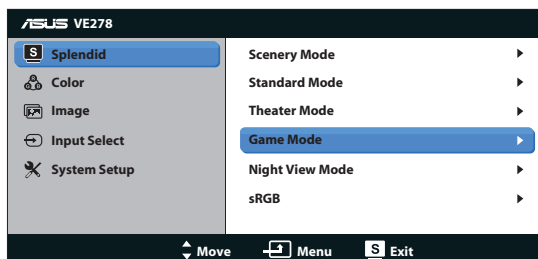 ASUS VE278
S Splendid
Color
Image
Input Select
System Setup
Scenery Mode
Standard Mode
Theater Mode
Game Mode
Night View Mode
sRGB
Move Menu S Exit